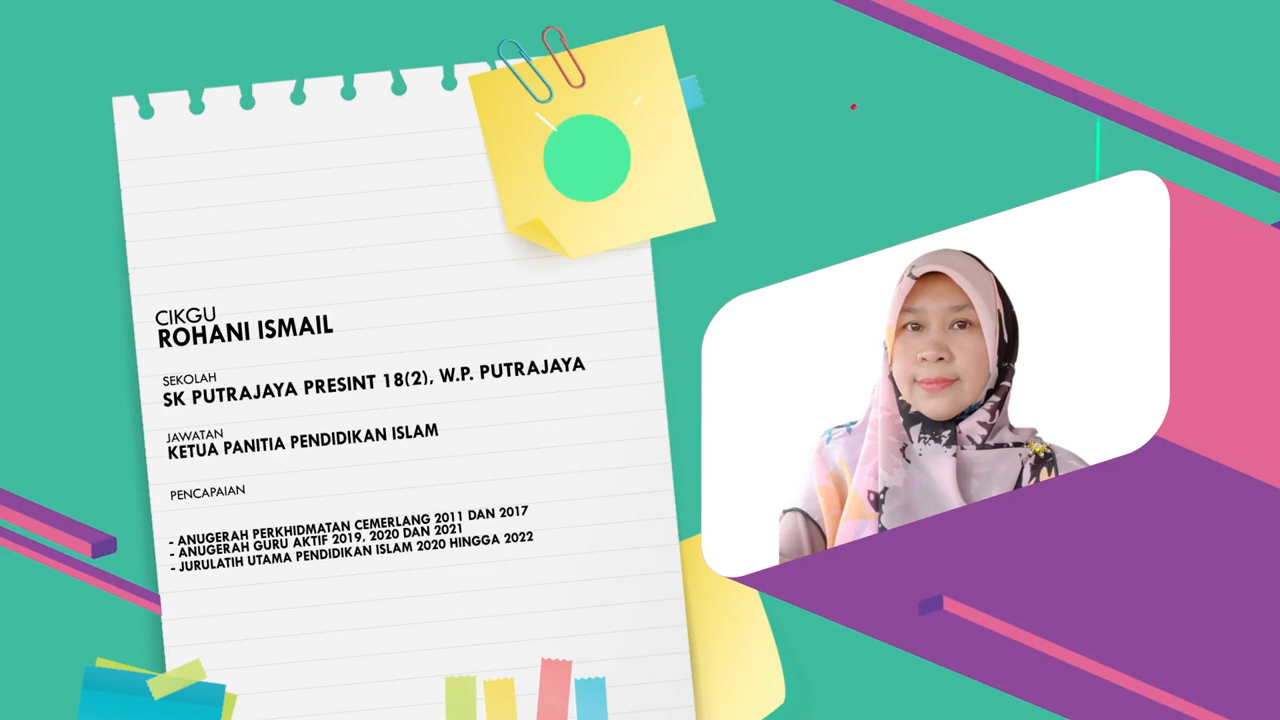 CIKGU
ROHANI ISMAIL
SEKOLAH
SK PUTRAJAYA PRESINT 18(2), W.P. PUTRAJAYA
JAWATAN
KETUA PANITIA PENDIDIKAN ISLAM
PENCAPAIAN
- ANUGERAH PERKHIDMATAN CEMERLANG 2011 DAN 2017
- ANUGERAH GURU AKTIF 2019, 2020 DAN 2021
- JURULATIH UTAMA PENDIDIKAN ISLAM 2020 HINGGA 2022